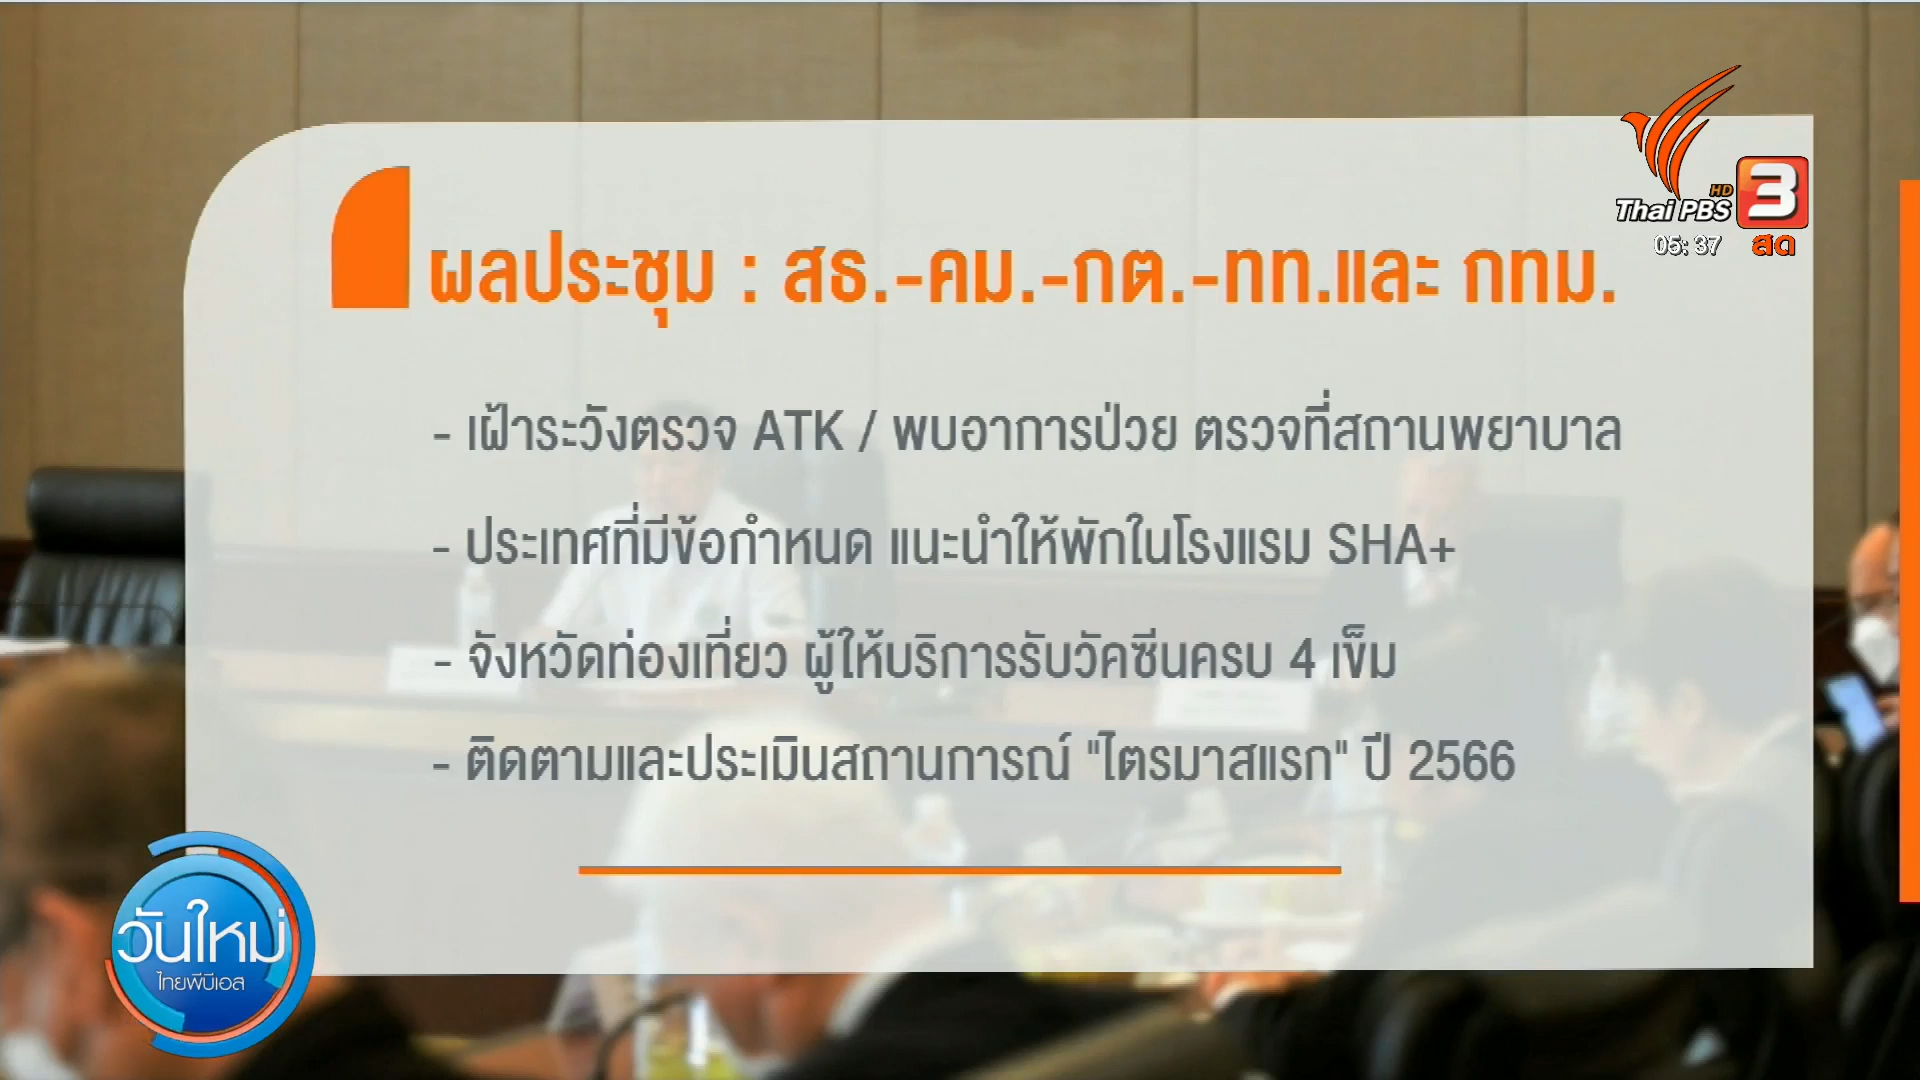 HD
Thai PBS 3
05:37 สด
ผลประชุม : สธ.-คม.-กต.-ทท.และ กทม.
- เฝ้าระวังตรวจ ATK / พบอาการป่วย ตรวจที่สถานพยาบาล
- ประเทศที่มีข้อกำหนด แนะนำให้พักในโรงแรม SHA+
- จังหวัดท่องเที่ยว ผู้ให้บริการรับวัคซีนครบ 4 เข็ม
- ติดตามและประเมินสถานการณ์ "ไตรมาสแรก" ปี 2566
วันใหม่
ไทยพีบีเอส